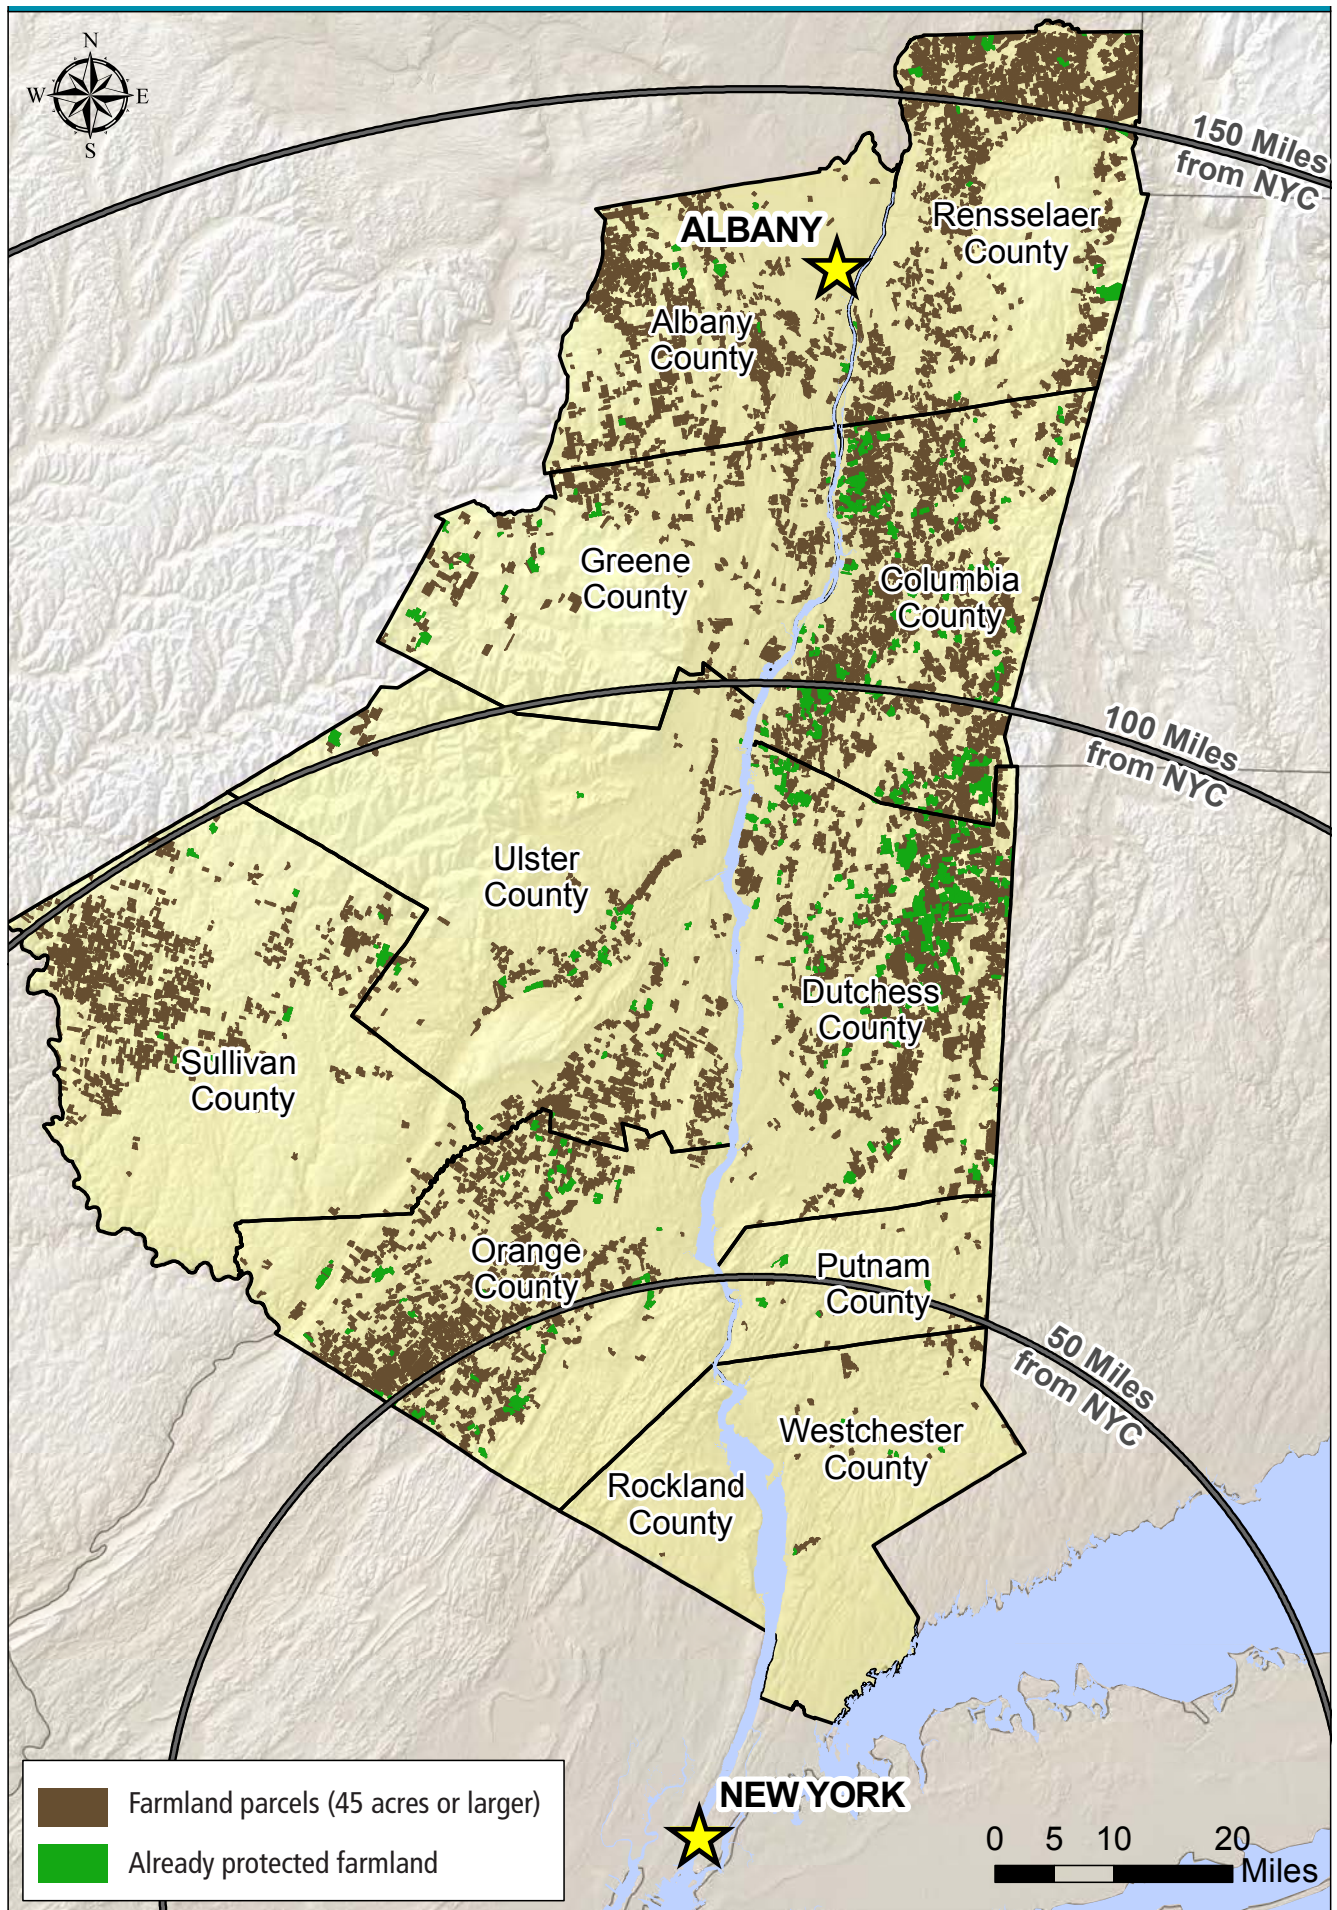 N
W E
S
150 Miles
from NYC
ALBANY
Rensselaer
County
Albany
County
Greene
County
Columbia
County
100 Miles
from NYC
Ulster
County
Dutchess
County
Sullivan
County
Orange
County
Putnam
County
50 Miles
from NYC
Westchester
County
Rockland
County
NEW YORK
Farmland parcels (45 acres or larger)
Already protected farmland
0 5 10 20
Miles